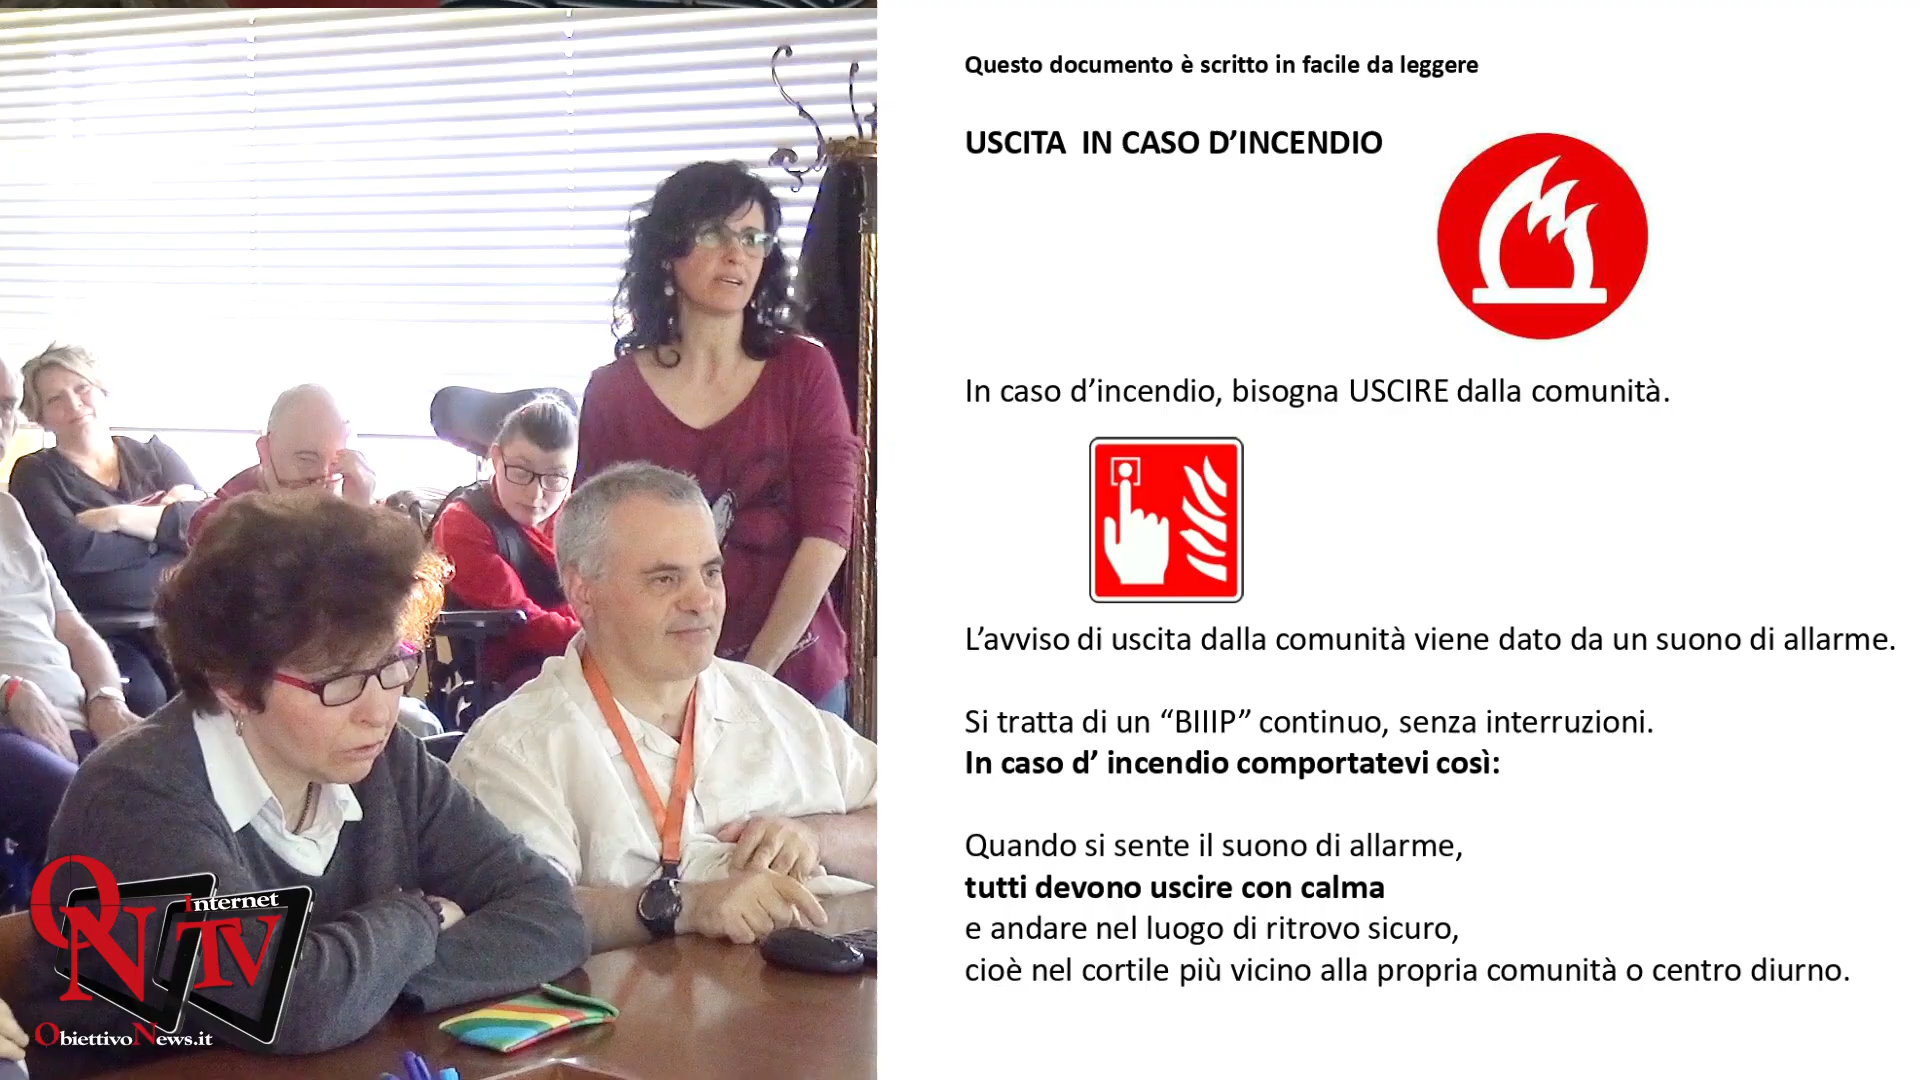 Questo documento è scritto in facile da leggere
USCITA  IN CASO D’INCENDIO
In caso d’incendio, bisogna USCIRE dalla comunità.
L’avviso di uscita dalla comunità viene dato da un suono di allarme.
Si tratta di un “BIIIP” continuo, senza interruzioni.
In caso d’ incendio comportatevi così:
Quando si sente il suono di allarme,
tutti devono uscire con calma
e andare nel luogo di ritrovo sicuro,
cioè nel cortile più vicino alla propria comunità o centro diurno.
ON
Internet
TV
ObiettivoNews.it